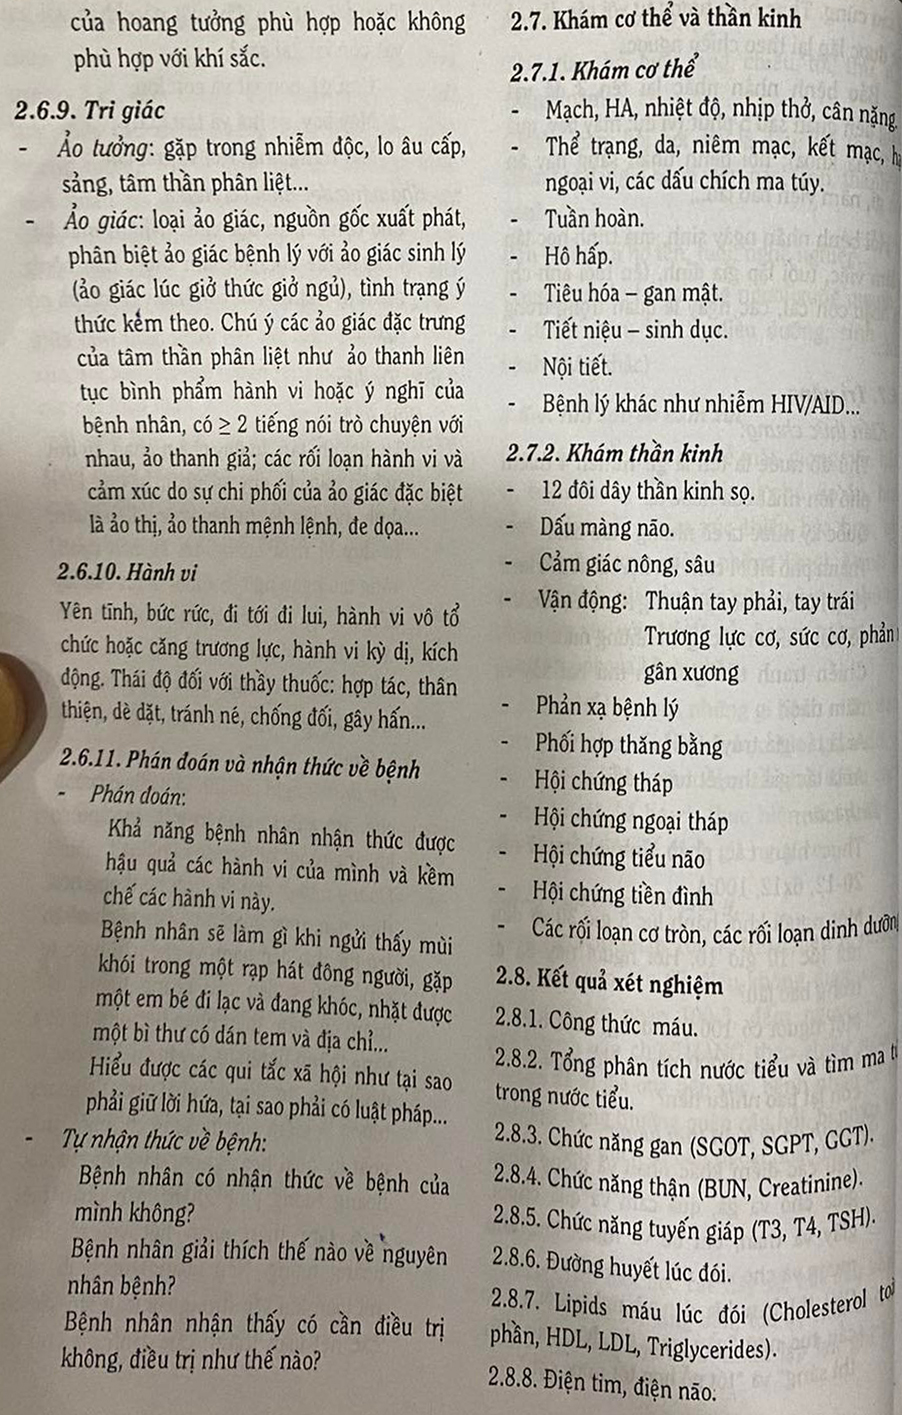 của hoang tưởng phù hợp hoặc không
phù hợp với khí sắc.
2.6.9. Tri giác
- Ảo tưởng: gặp trong nhiễm độc, lo âu cấp,
sảng, tâm thần phân liệt...
- Ảo giác: loại ảo giác, nguồn gốc xuất phát,
phân biệt ảo giác bệnh lý với ảo giác sinh lý
(ảo giác lúc giở thức giở ngủ), tình trạng ý
thức kèm theo. Chú ý các ảo giác đặc trưng
của tâm thần phân liệt như ảo thanh liên
tục bình phẩm hành vi hoặc ý nghĩ của
bệnh nhân, có ≥ 2 tiếng nói trò chuyện với
nhau, ảo thanh giả; các rối loạn hành vi và
cảm xúc do sự chi phối của ảo giác đặc biệt
là ảo thị, ảo thanh mệnh lệnh, đe dọa...
2.6.10. Hành vi
Yên tĩnh, bức rức, đi tới đi lui, hành vi vô tổ
chức hoặc căng trương lực, hành vi kỳ dị, kích
động. Thái độ đối với thầy thuốc: hợp tác, thân
thiện, dè dặt, tránh né, chống đối, gây hấn...
2.6.11. Phán đoán và nhận thức về bệnh
- Phán đoán:
Khả năng bệnh nhân nhận thức được
hậu quả các hành vi của mình và kềm
chế các hành vi này.
Bệnh nhân sẽ làm gì khi ngửi thấy mùi
khói trong một rạp hát đông người, gặp
một em bé đi lạc và đang khóc, nhặt được
một bì thư có dán tem và địa chỉ...
Hiểu được các qui tắc xã hội như tại sao
phải giữ lời hứa, tại sao phải có luật pháp...
- Tự nhận thức về bệnh:
Bệnh nhân có nhận thức về bệnh của
mình không?
Bệnh nhân giải thích thế nào về nguyên
nhân bệnh?
Bệnh nhân nhận thấy có cần điều trị
không, điều trị như thế nào?
2.7. Khám cơ thể và thần kinh
2.7.1. Khám cơ thể
- Mạch, HA, nhiệt độ, nhịp thở, cân nặng.
- Thể trạng, da, niêm mạc, kết mạc,
ngoại vi, các dấu chích ma túy.
- Tuần hoàn.
- Hô hấp.
- Tiêu hóa – gan mật.
- Tiết niệu – sinh dục.
- Nội tiết.
- Bệnh lý khác như nhiễm HIV/AID...
2.7.2. Khám thần kinh
- 12 đôi dây thần kinh sọ.
- Dấu màng não.
- Cảm giác nông, sâu
- Vận động: Thuận tay phải, tay trái
Trương lực cơ, sức cơ, phản
gân xương
- Phản xạ bệnh lý
- Phối hợp thăng bằng
- Hội chứng tháp
- Hội chứng ngoại tháp
- Hội chứng tiểu não
- Hội chứng tiền đình
- Các rối loạn cơ tròn, các rối loạn dinh dưỡn
2.8. Kết quả xét nghiệm
2.8.1. Công thức máu.
2.8.2. Tổng phân tích nước tiểu và tìm ma
trong nước tiểu.
2.8.3. Chức năng gan (SGOT, SGPT, GGT).
2.8.4. Chức năng thận (BUN, Creatinine).
2.8.5. Chức năng tuyến giáp (T3, T4, TSH).
2.8.6. Đường huyết lúc đói.
2.8.7. Lipids máu lúc đói (Cholesterol
phần, HDL, LDL, Triglycerides).
2.8.8. Điện tim, điện não.